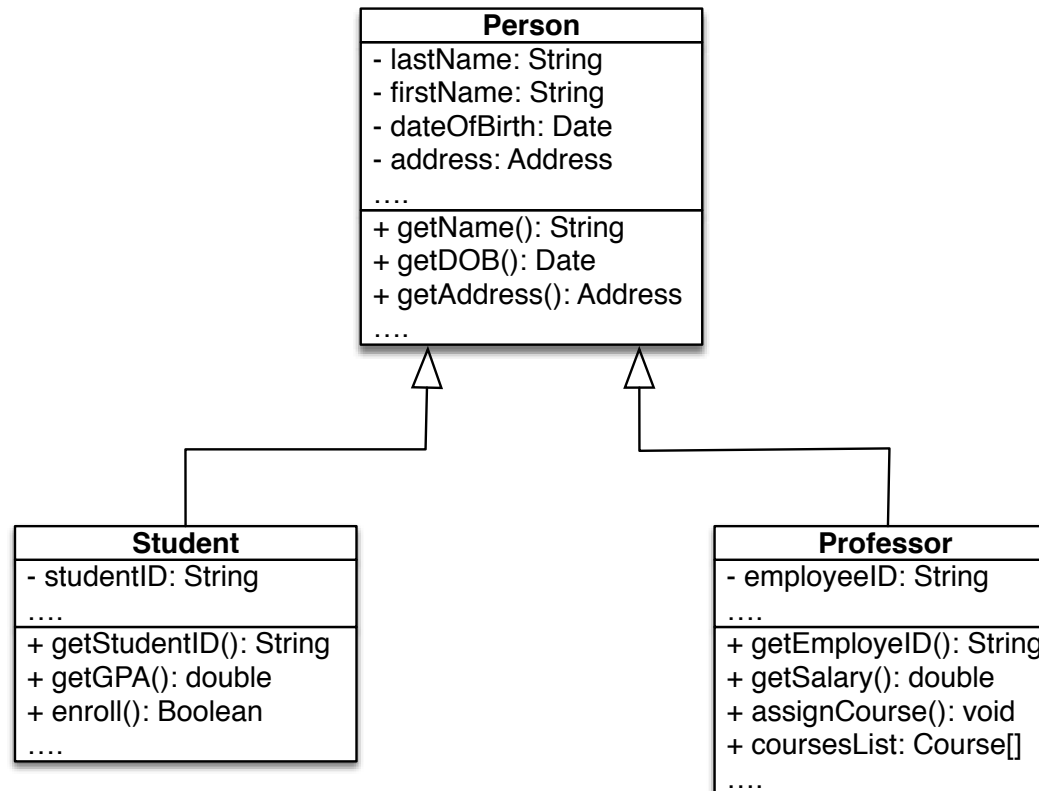 Person
- lastName: String
- firstName: String
- dateOfBirth: Date
- address: Address
….
+ getName(): String
+ getDOB(): Date
+ getAddress(): Address
….
Student
- studentID: String
….
+ getStudentID(): String
+ getGPA(): double
+ enroll(): Boolean
….
Professor
- employeeID: String
….
+ getEmployeID(): String
+ getSalary(): double
+ assignCourse(): void
+ coursesList: Course[]
….